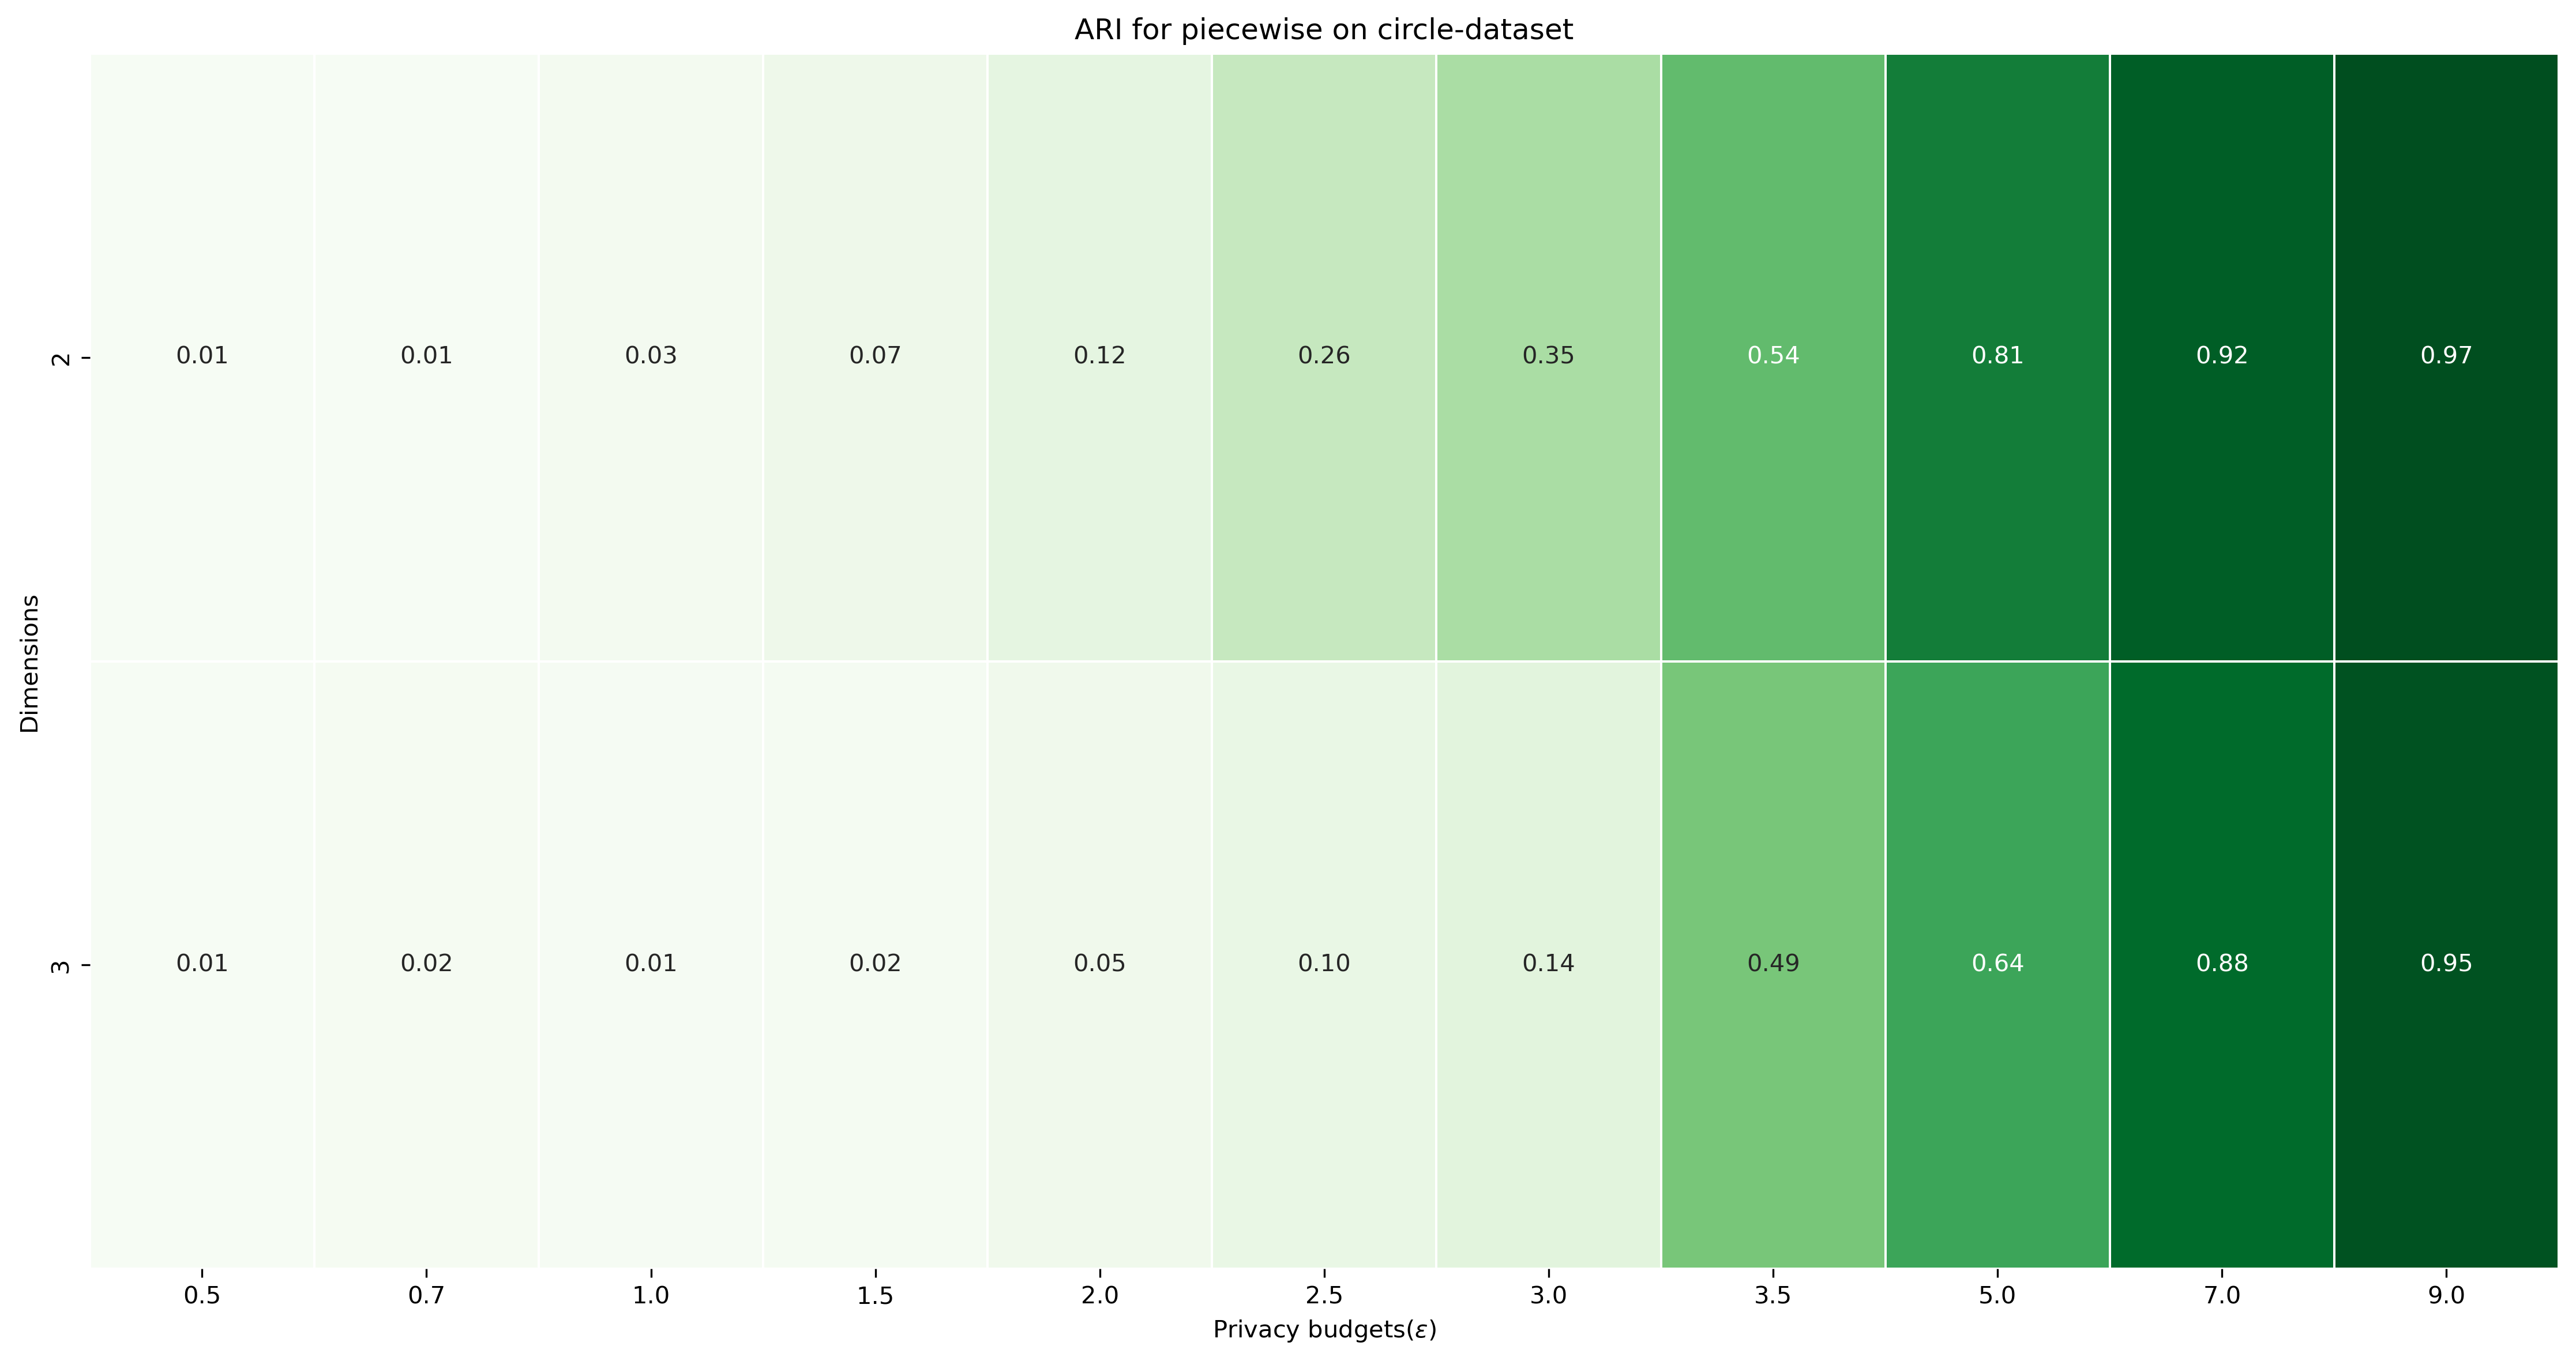 ARI for piecewise on circle-dataset
Dimensions
2
0.01 0.01 0.03 0.07 0.12 0.26 0.35 0.54 0.81 0.92 0.97
3
0.01 0.02 0.01 0.02 0.05 0.10 0.14 0.49 0.64 0.88 0.95
0.5 0.7 1.0 1.5 2.0 2.5 3.0 3.5 5.0 7.0 9.0
Privacy budgets(ε)